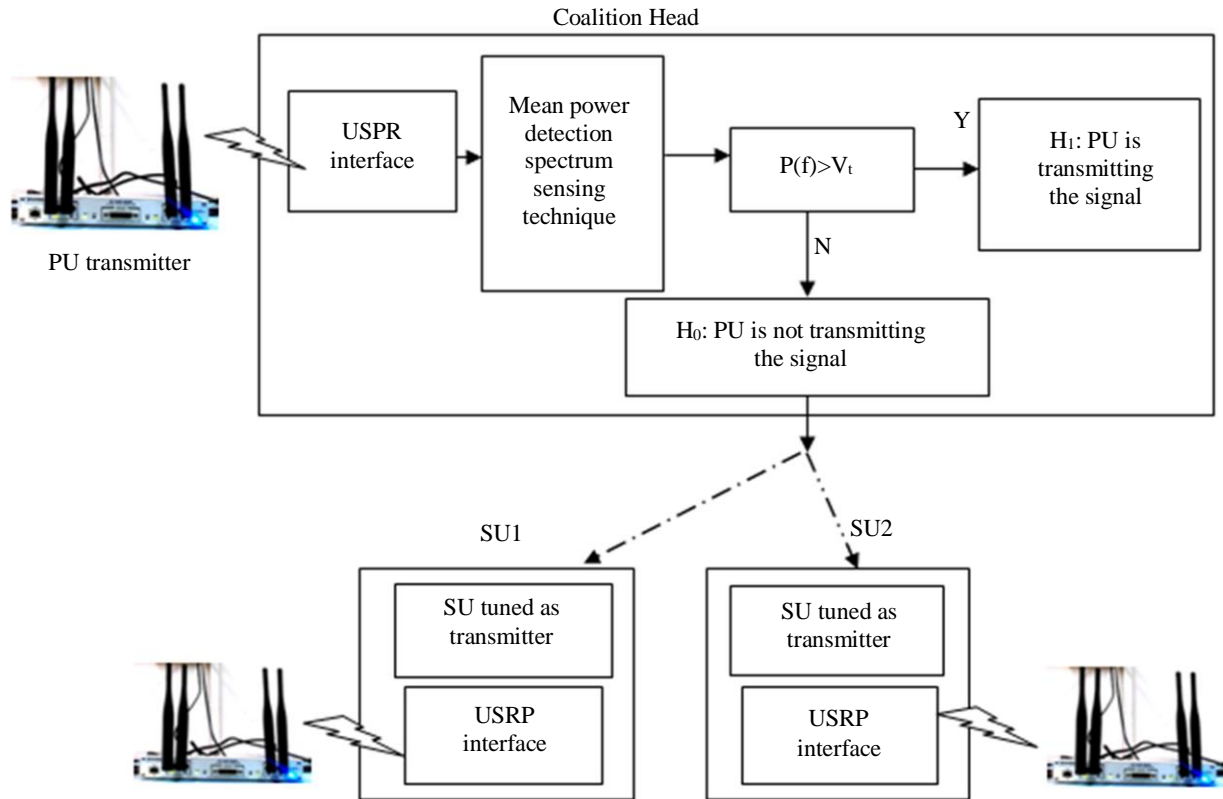 Coalition Head
USPR
interface
Mean power
detection
spectrum
sensing
technique
P(f)>Vt
Y
H1: PU is
transmitting
the signal
N
PU transmitter
H0: PU is not transmitting
the signal
SU1
SU2
SU tuned as
transmitter
SU tuned as
transmitter
USRP
interface
USRP
interface